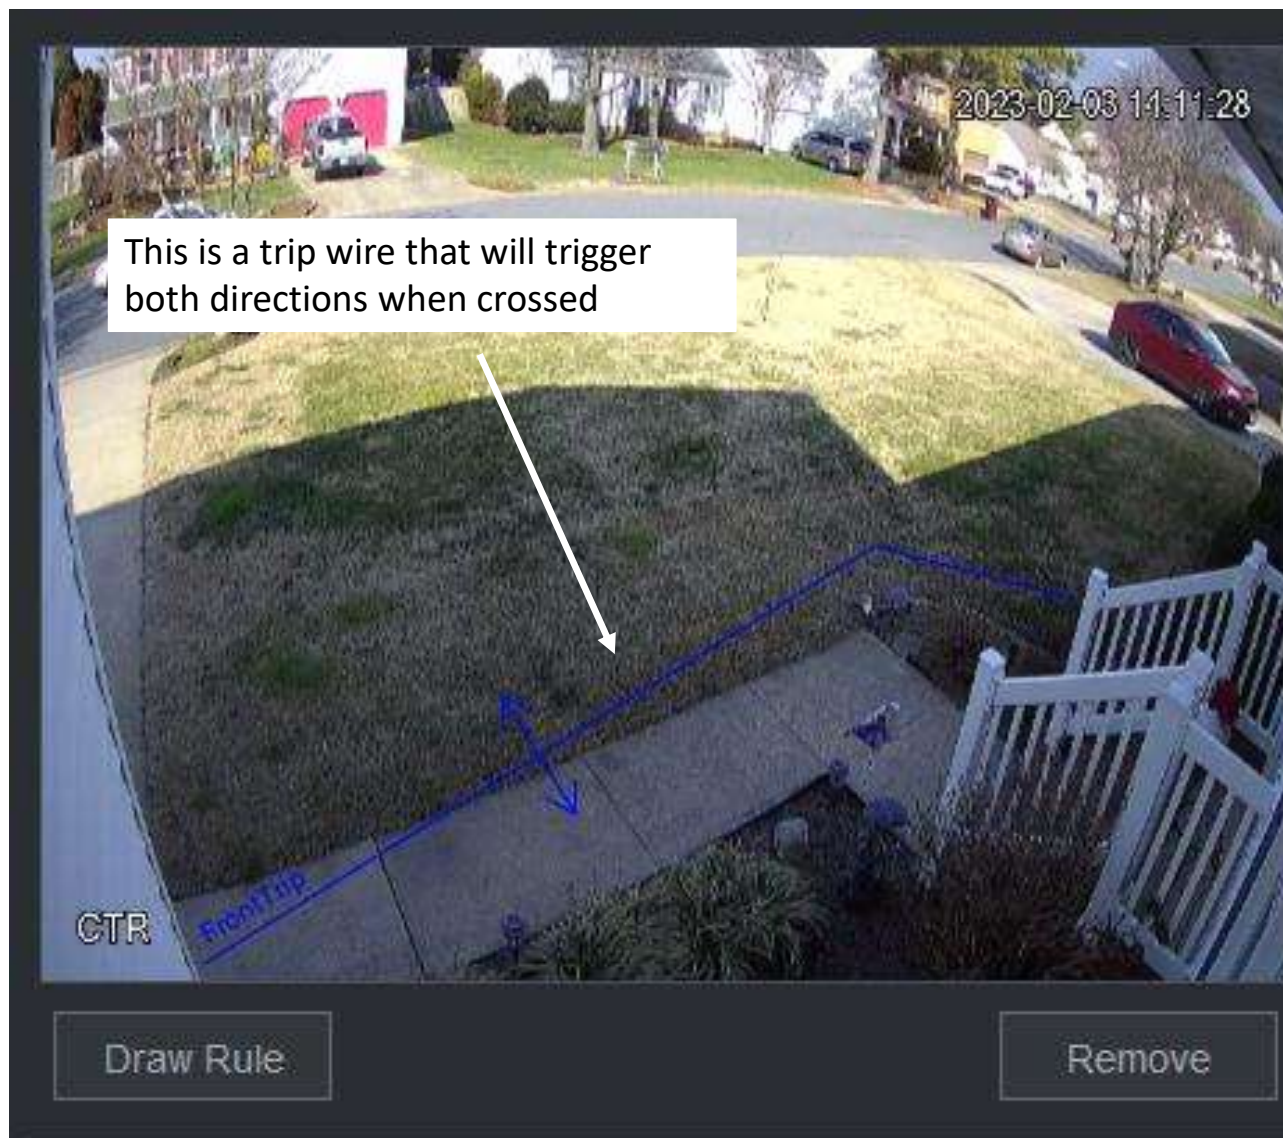 2023-02-03 14:11:28
This is a trip wire that will trigger
both directions when crossed
FrontTrip
CTR
Draw Rule
Remove